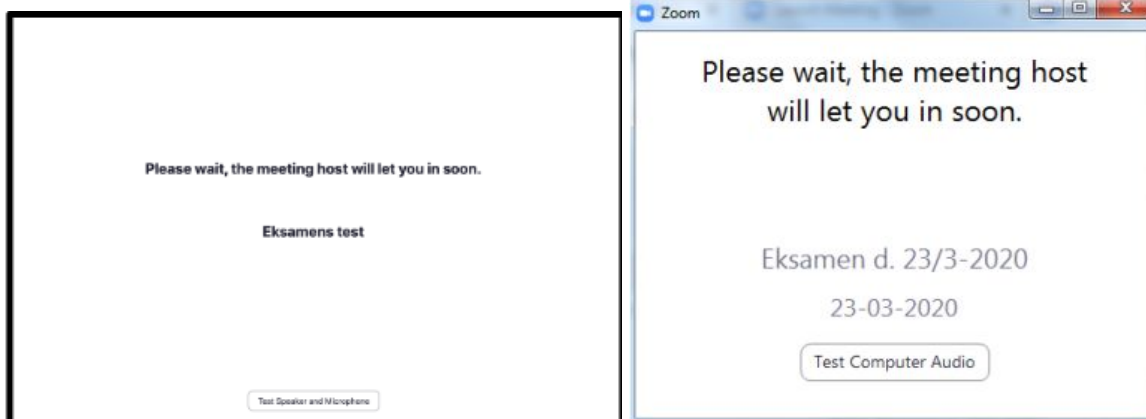 Please wait, the meeting host will let you in soon.
Eksamens test
Test Speaker and Microphone
Zoom
Please wait, the meeting host
will let you in soon.
Eksamen d. 23/3-2020
23-03-2020
Test Computer Audio